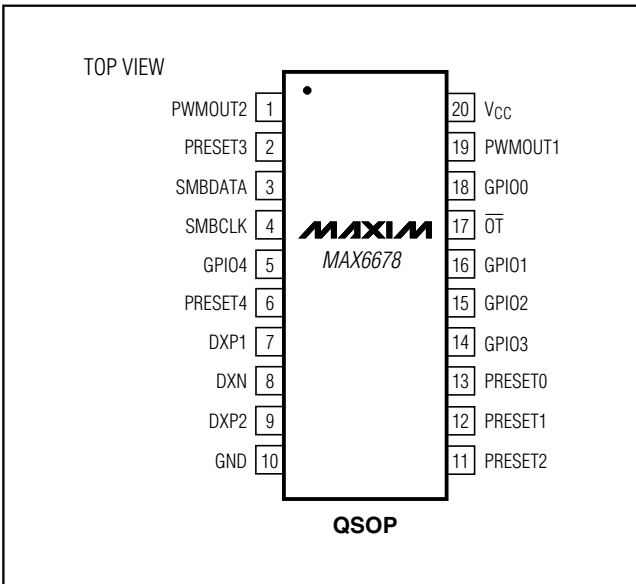 TOP VIEW
PWMOUT2 1
PRESET3 2
SMBDATA 3
SMBCLK 4
GPIO4 5
PRESET4 6
DXP1 7
DXN 8
DXP2 9
GND 10
MAXIM
MAX6678
20 VCC
19 PWMOUT1
18 GPIO0
17 O̅T̅
16 GPIO1
15 GPIO2
14 GPIO3
13 PRESET0
12 PRESET1
11 PRESET2
QSOP